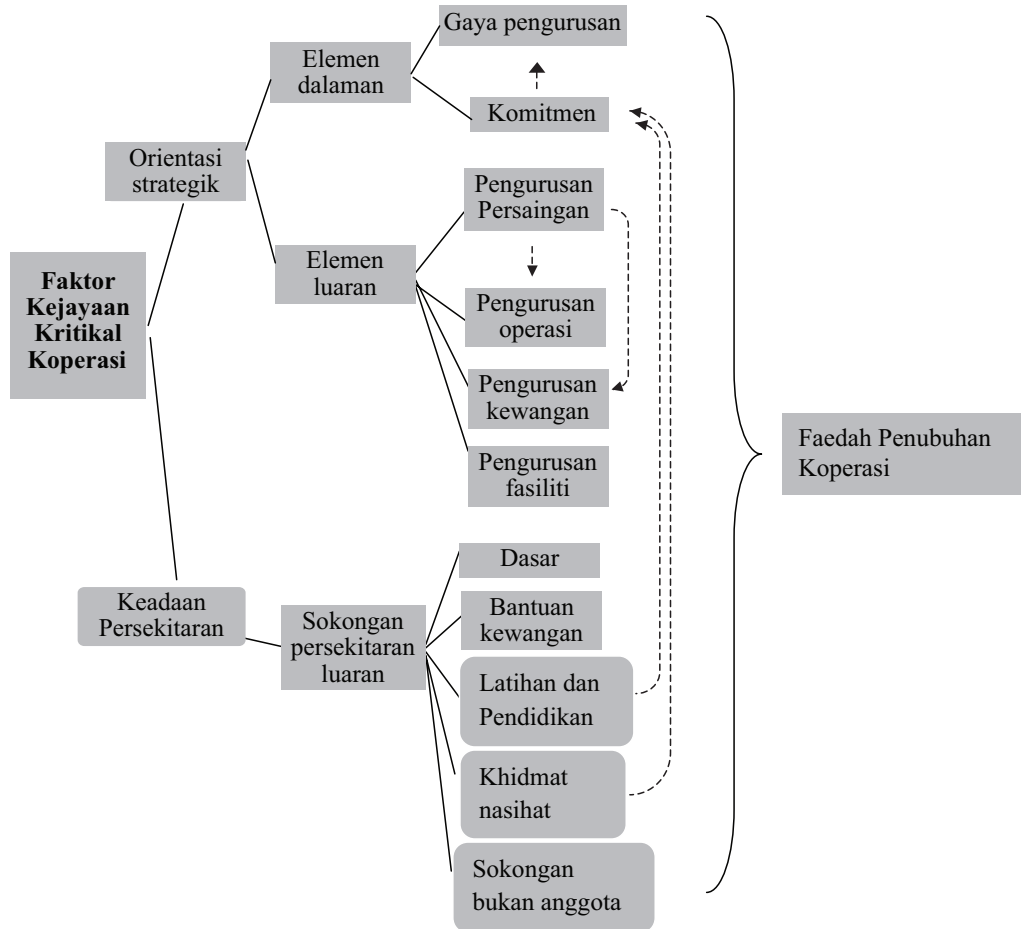 Faktor
Kejayaan
Kritikal
Koperasi
Orientasi
strategik
Elemen
dalaman
Gaya pengurusan
Komitmen
Elemen
luaran
Pengurusan
Persaingan
Pengurusan
operasi
Pengurusan
kewangan
Pengurusan
fasiliti
Keadaan
Persekitaran
Sokongan
persekitaran
luaran
Dasar
Bantuan
kewangan
Latihan dan
Pendidikan
Khidmat
nasihat
Sokongan
bukan anggota
Faedah Penubuhan
Koperasi